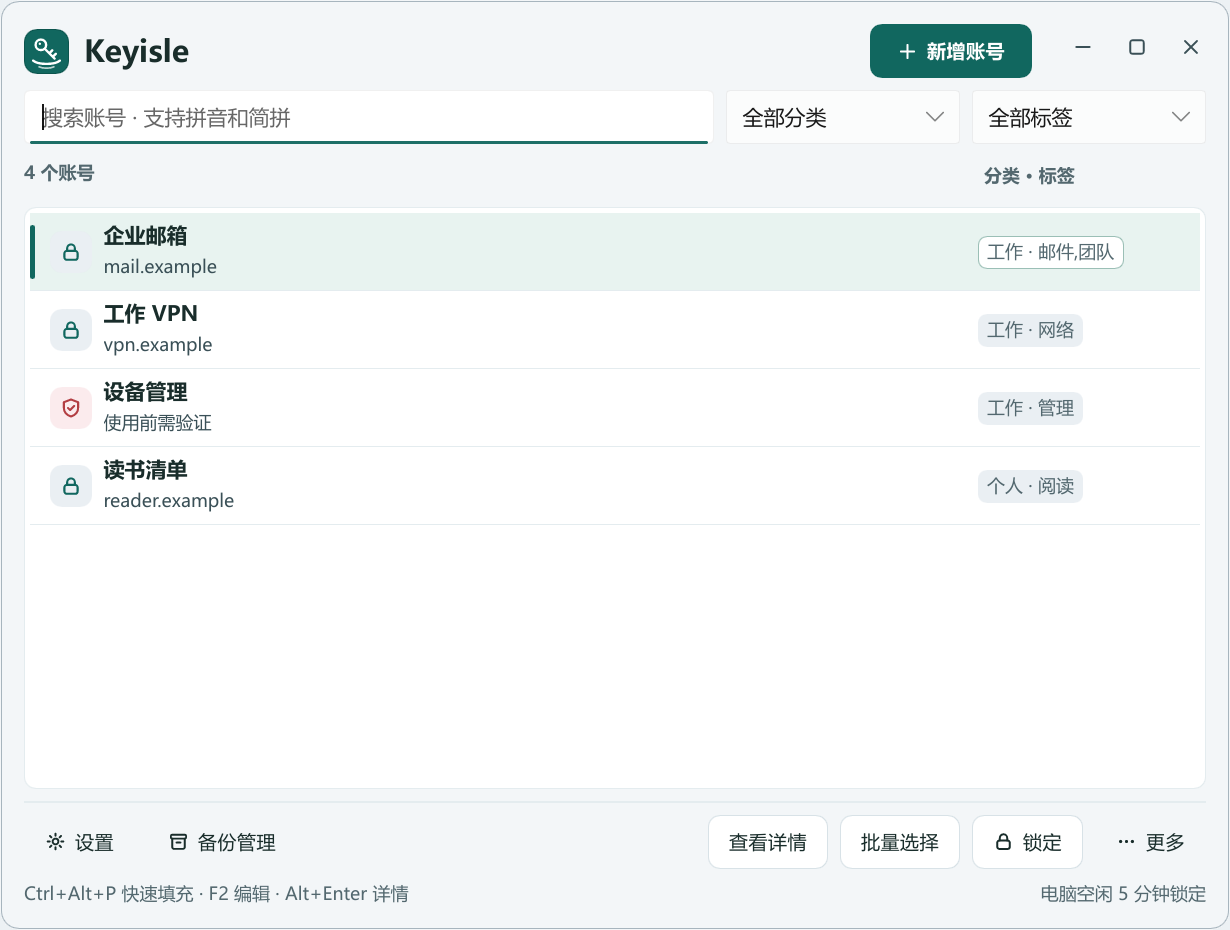 Keyisle
新增账号
搜索账号 · 支持拼音和简拼
全部分类
全部标签
4 个账号
分类 • 标签
企业邮箱
mail.example
工作 · 邮件,团队
工作 VPN
vpn.example
工作 · 网络
设备管理
使用前需验证
工作 · 管理
读书清单
reader.example
个人 · 阅读
设置
备份管理
查看详情
批量选择
锁定
··· 更多
Ctrl+Alt+P 快速填充 · F2 编辑 · Alt+Enter 详情
电脑空闲 5 分钟锁定